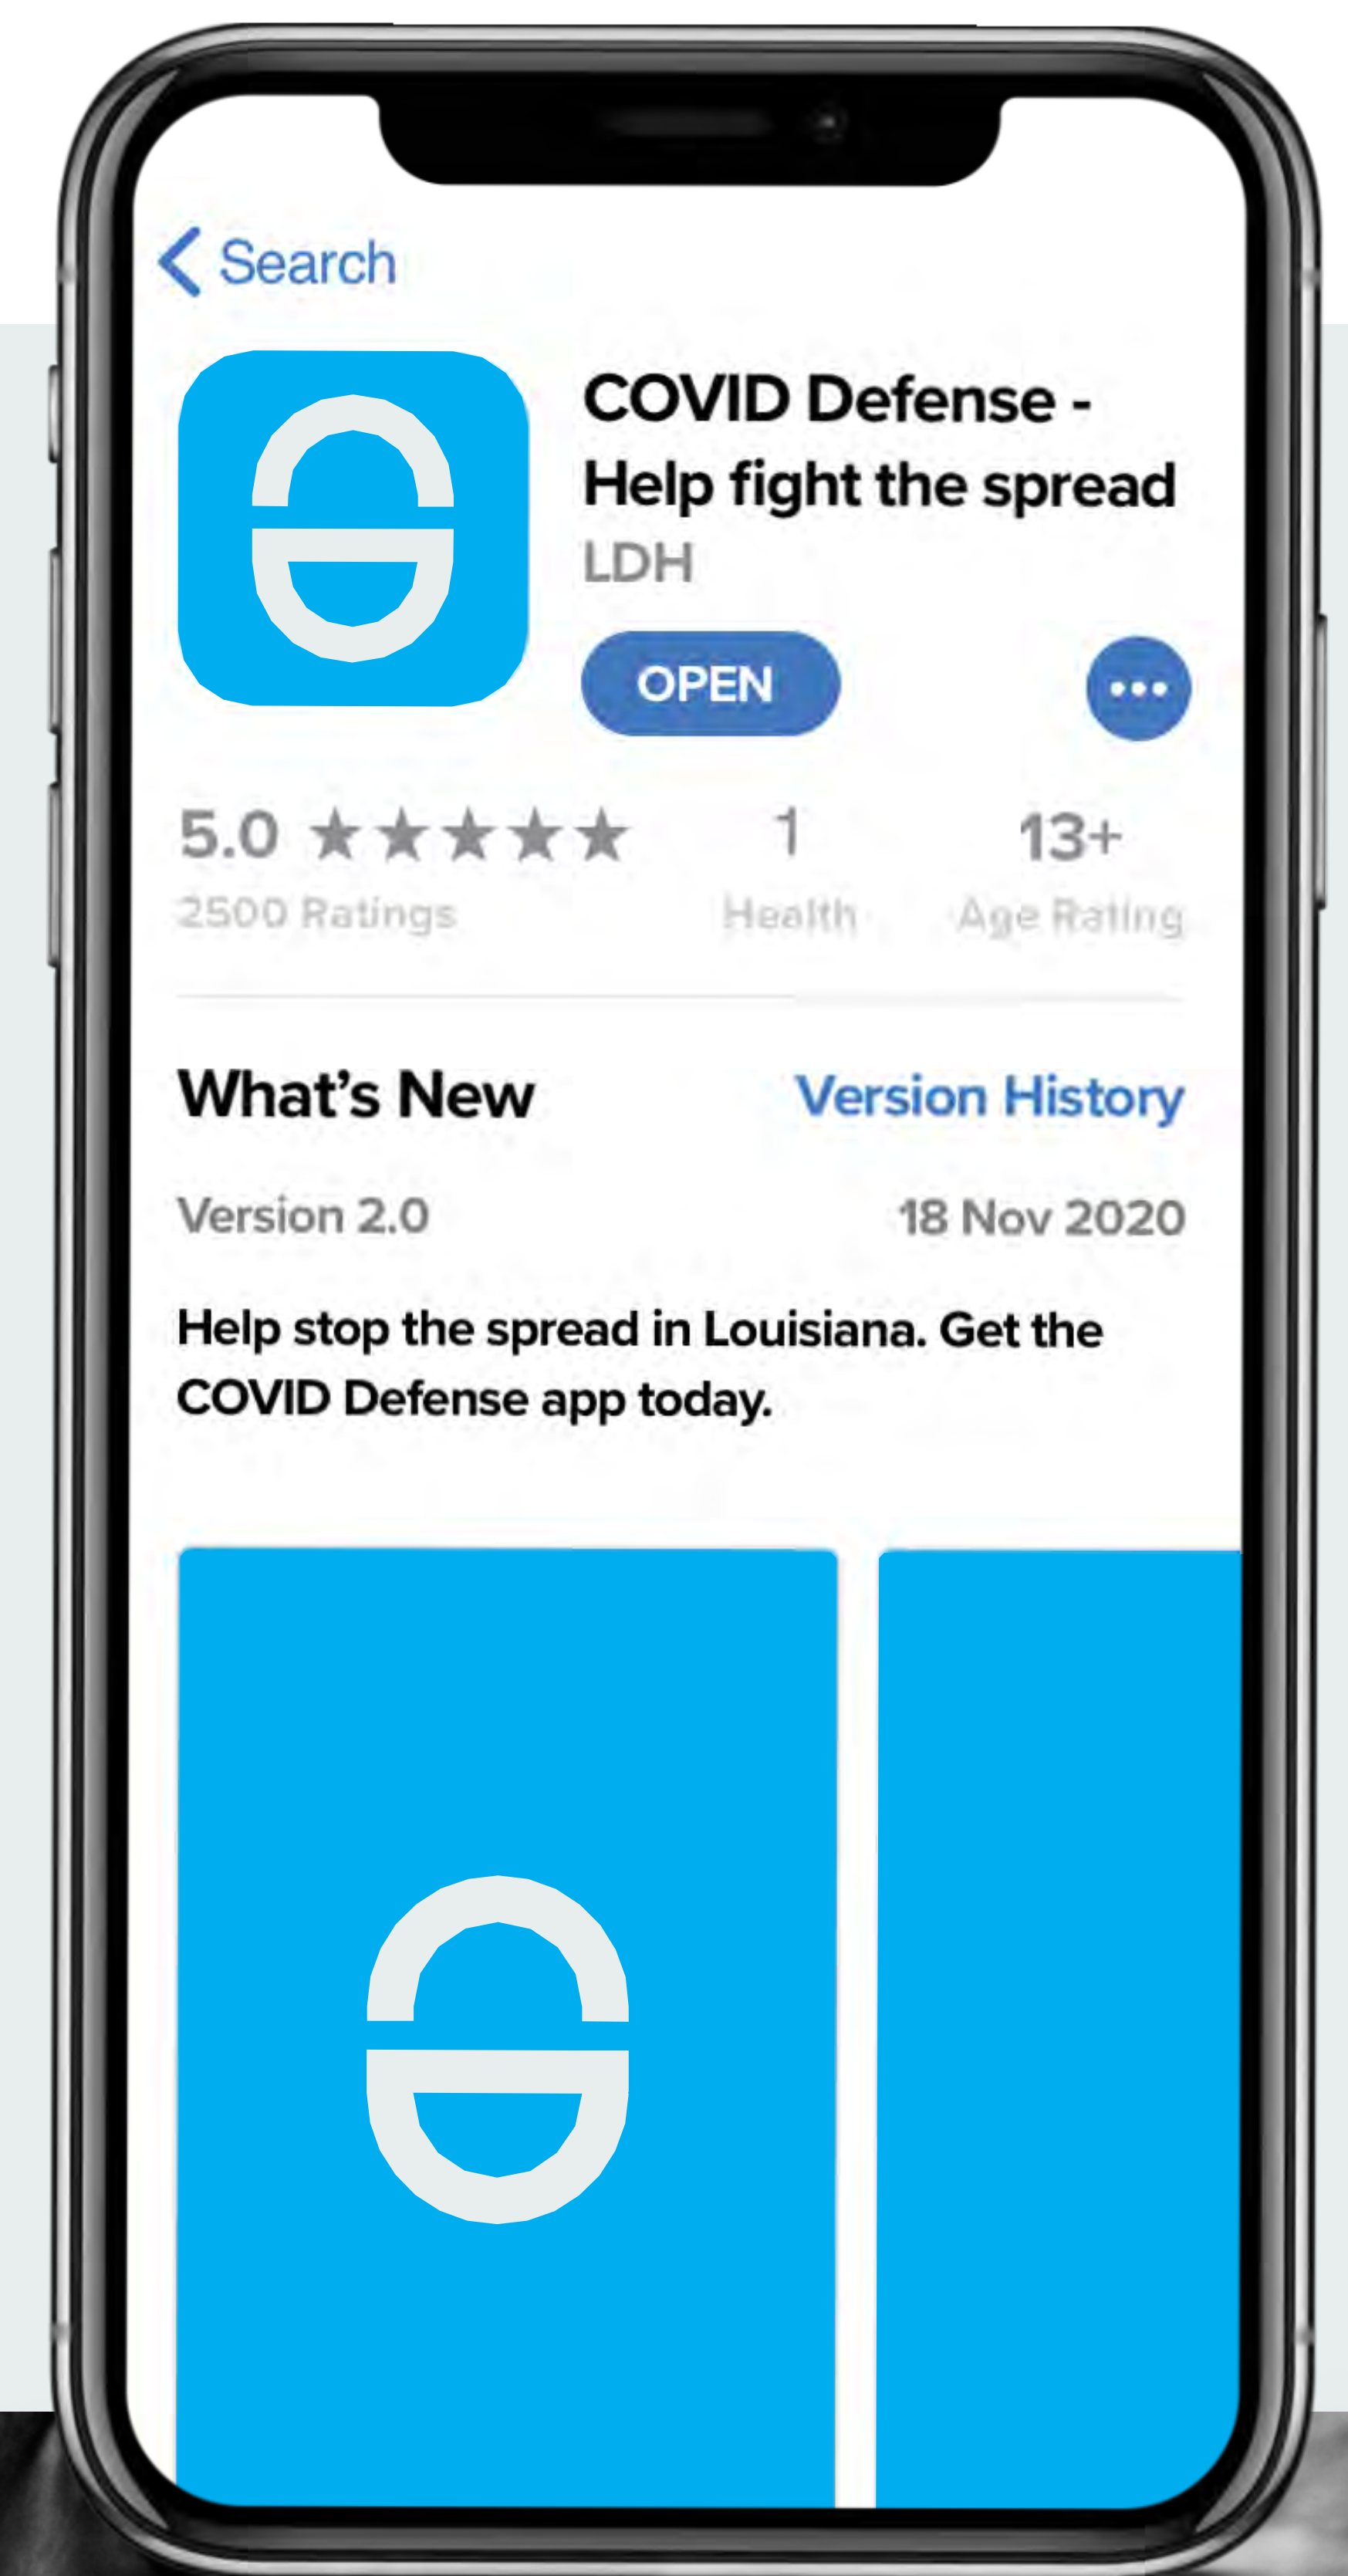 Search
COVID Defense -
Help fight the spread
LDH
OPEN
5.0 ★★★★★ 1 13+
2500 Ratings Health Age Rating
What's New Version History
Version 2.0 18 Nov 2020
Help stop the spread in Louisiana. Get the
COVID Defense app today.